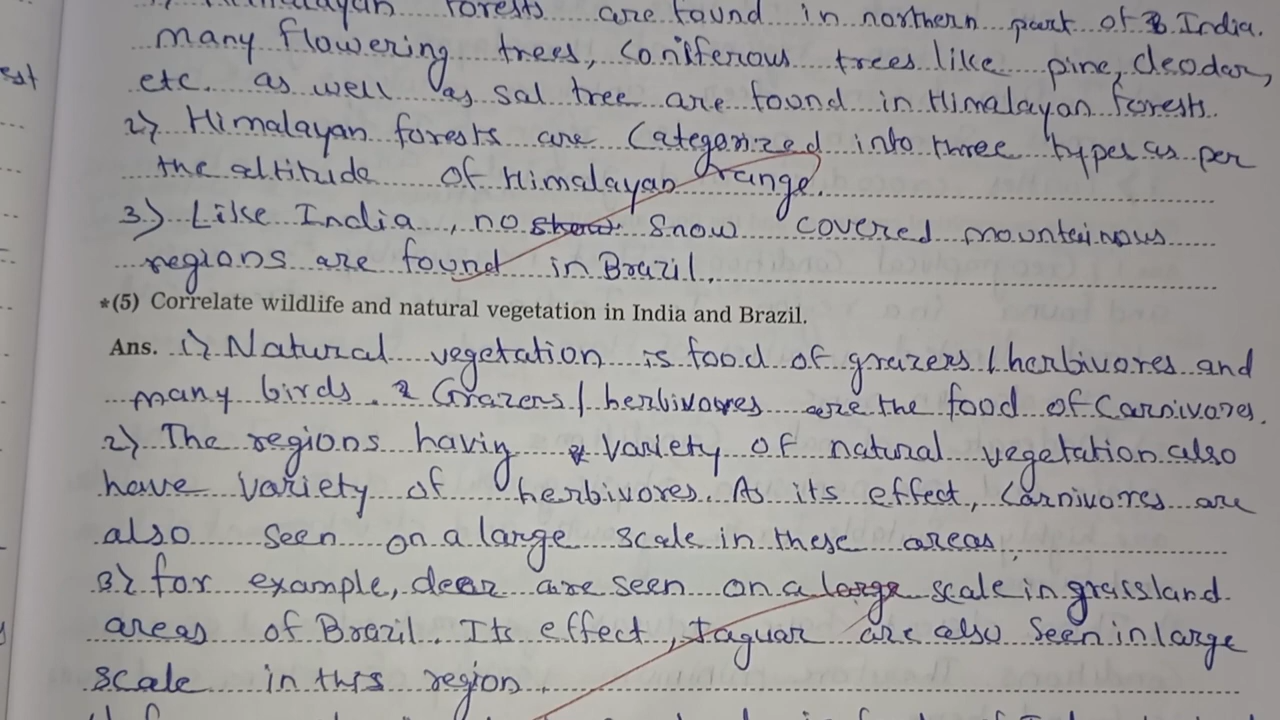 1) Himalayan forests are found in northern part of India.
many flowering trees, coniferous trees like pine, deodar,
est
etc. as well as sal tree are found in Himalayan forests.
2) Himalayan forests are Categorized into three types as per
the altitude of Himalayan range.
3) Like India, no show snow covered mountainous
regions are found in Brazil.
*(5) Correlate wildlife and natural vegetation in India and Brazil.
Ans. 1) Natural vegetation is food of grazers / herbivores and
many birds. & Grazers / herbivores are the food of Carnivores.
2) The regions having variety of natural vegetation also
have variety of herbivores. As its effect, Carnivores are
also seen on a large scale in these areas.
3) for example, dear are seen on a large scale in grassland
areas of Brazil. Its effect, Jaguar are also seen in large
scale in this region.